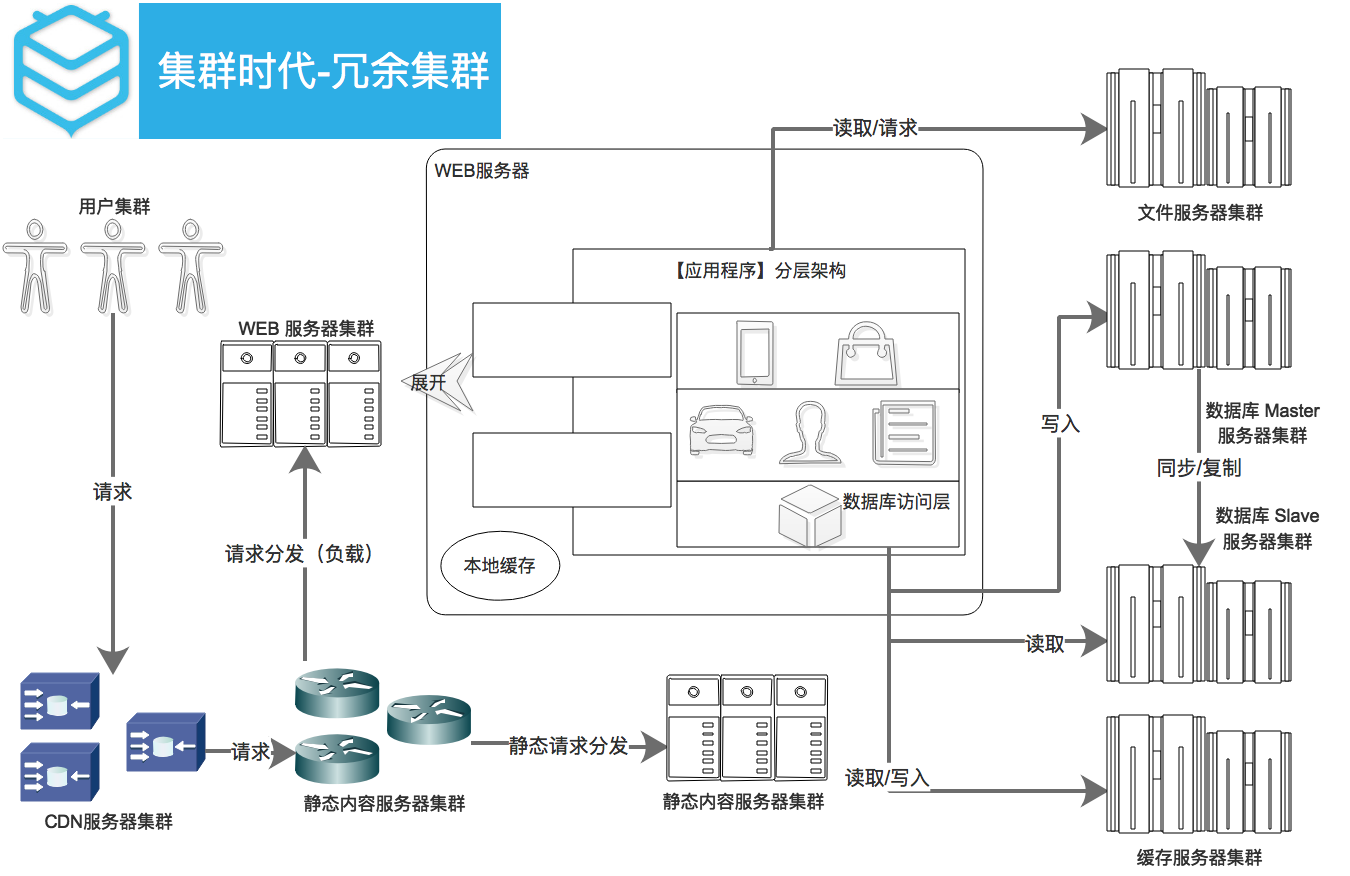 集群时代-冗余集群
用户集群
请求
CDN服务器集群
请求
静态内容服务器集群
请求分发（负载）
WEB 服务器集群
展开
WEB服务器
【应用程序】分层架构
数据库访问层
本地缓存
静态请求分发
静态内容服务器集群
读取/请求
文件服务器集群
写入
数据库 Master
服务器集群
同步/复制
数据库 Slave
服务器集群
读取
读取/写入
缓存服务器集群